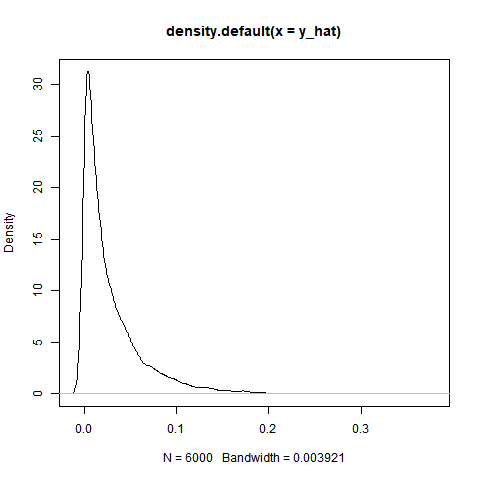 density.default(x = y_hat)
Density
30
25
20
15
10
5
0
0.0 0.1 0.2 0.3
N = 6000 Bandwidth = 0.003921